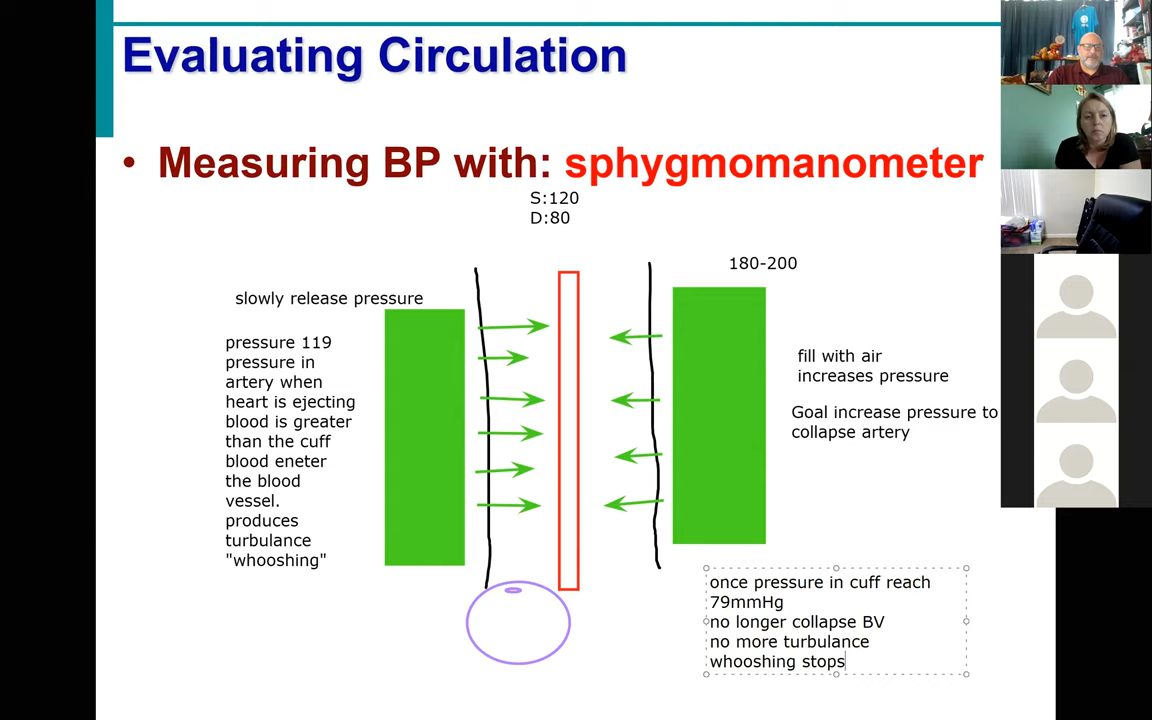 Evaluating Circulation
• Measuring BP with: sphygmomanometer
S:120
D:80
180-200
slowly release pressure
pressure 119
pressure in
artery when
heart is ejecting
blood is greater
than the cuff
blood eneter
the blood
vessel.
produces
turbulance
"whooshing"
fill with air
increases pressure
Goal increase pressure to
collapse artery
once pressure in cuff reach
79mmHg
no longer collapse BV
no more turbulance
whooshing stops